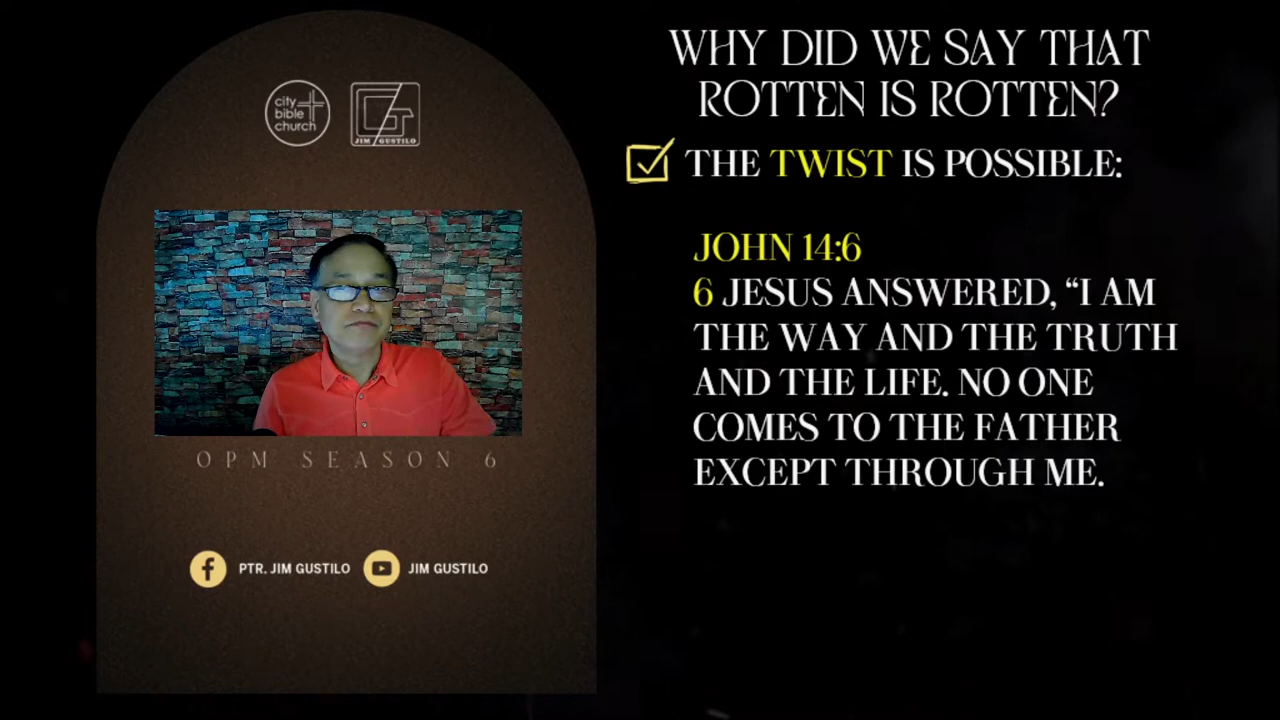 city
bible
church
JIM GUSTILO
OPM SEASON 6
PTR. JIM GUSTILO
JIM GUSTILO
WHY DID WE SAY THAT
ROTTEN IS ROTTEN?
THE TWIST IS POSSIBLE:
JOHN 14:6
6 JESUS ANSWERED, “I AM
THE WAY AND THE TRUTH
AND THE LIFE. NO ONE
COMES TO THE FATHER
EXCEPT THROUGH ME.